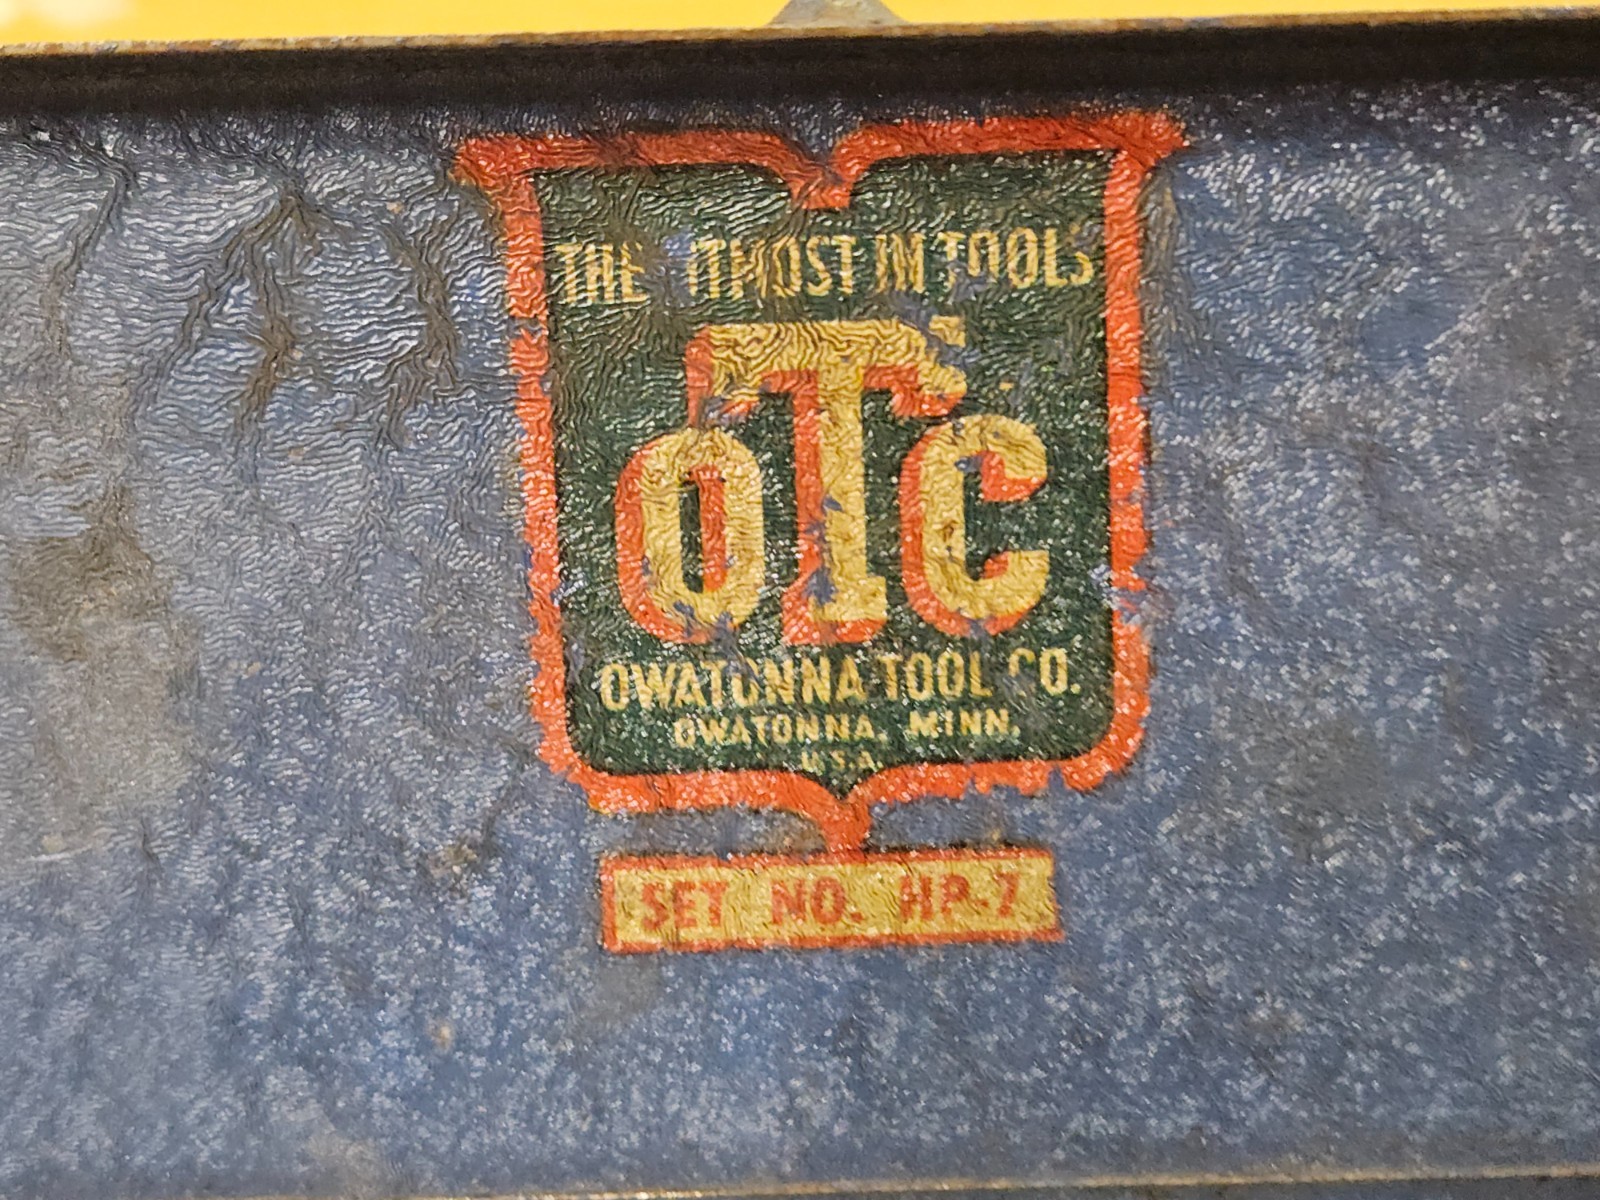 THE UTMOST IN TOOLS
OTC
OWATONNA TOOL CO.
OWATONNA, MINN.
U.S.A.
SET NO. HP-7